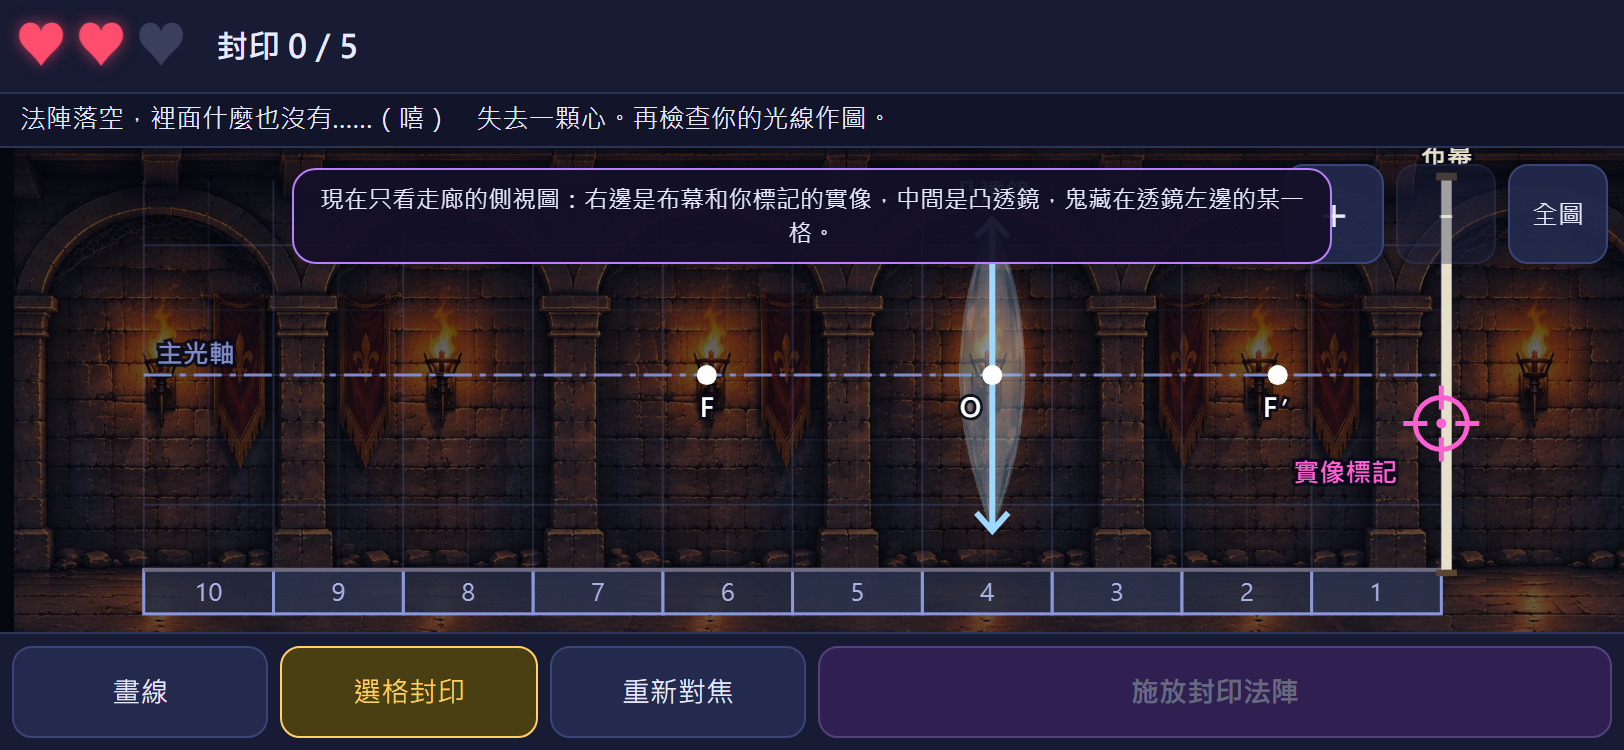 封印 0 / 5
法陣落空，裡面什麼也沒有……（嘻） 失去一顆心。再檢查你的光線作圖。
布幕
現在只看走廊的側視圖：右邊是布幕和你標記的實像，中間是凸透鏡，鬼藏在透鏡左邊的某一
格。
+
-
全圖
主光軸
F
O
F′
實像標記
10 9 8 7 6 5 4 3 2 1
畫線
選格封印
重新對焦
施放封印法陣